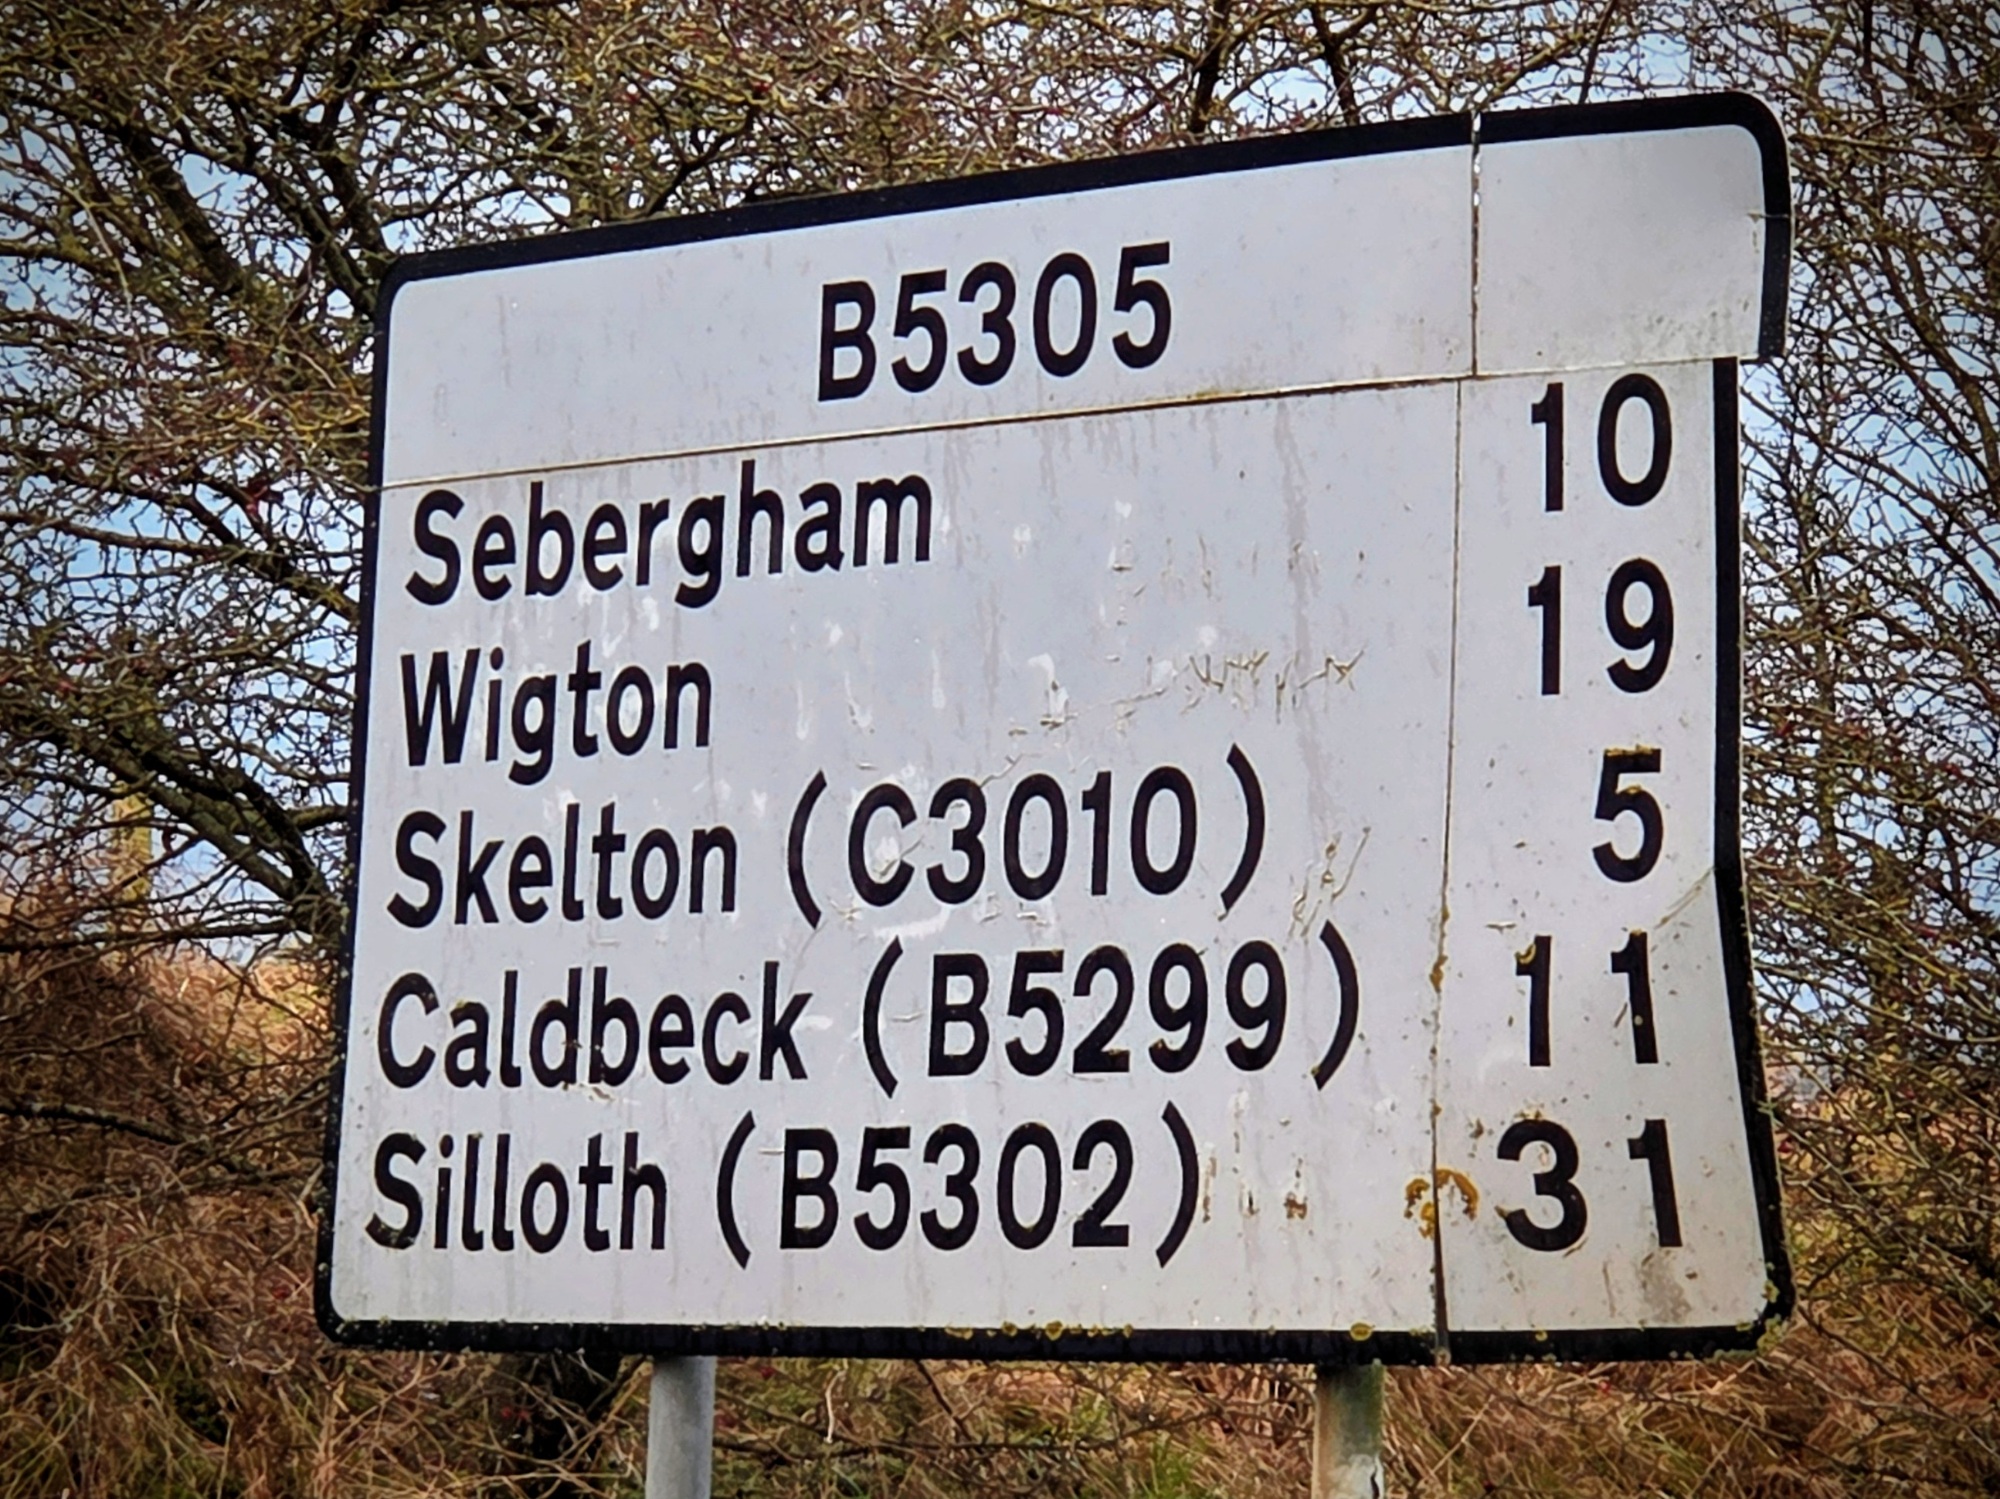 B5305
Sebergham 10
Wigton 19
Skelton (C3010) 5
Caldbeck (B5299) 11
Silloth (B5302) 31